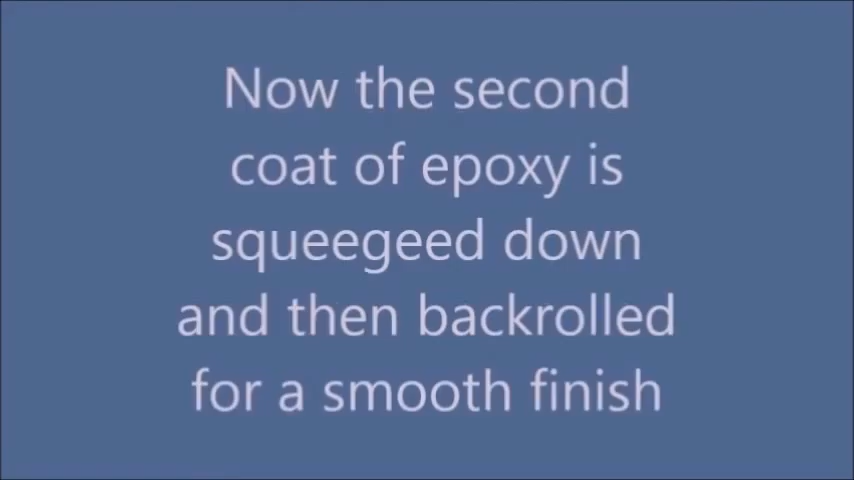 Now the second
coat of epoxy is
squeegeed down
and then backrolled
for a smooth finish